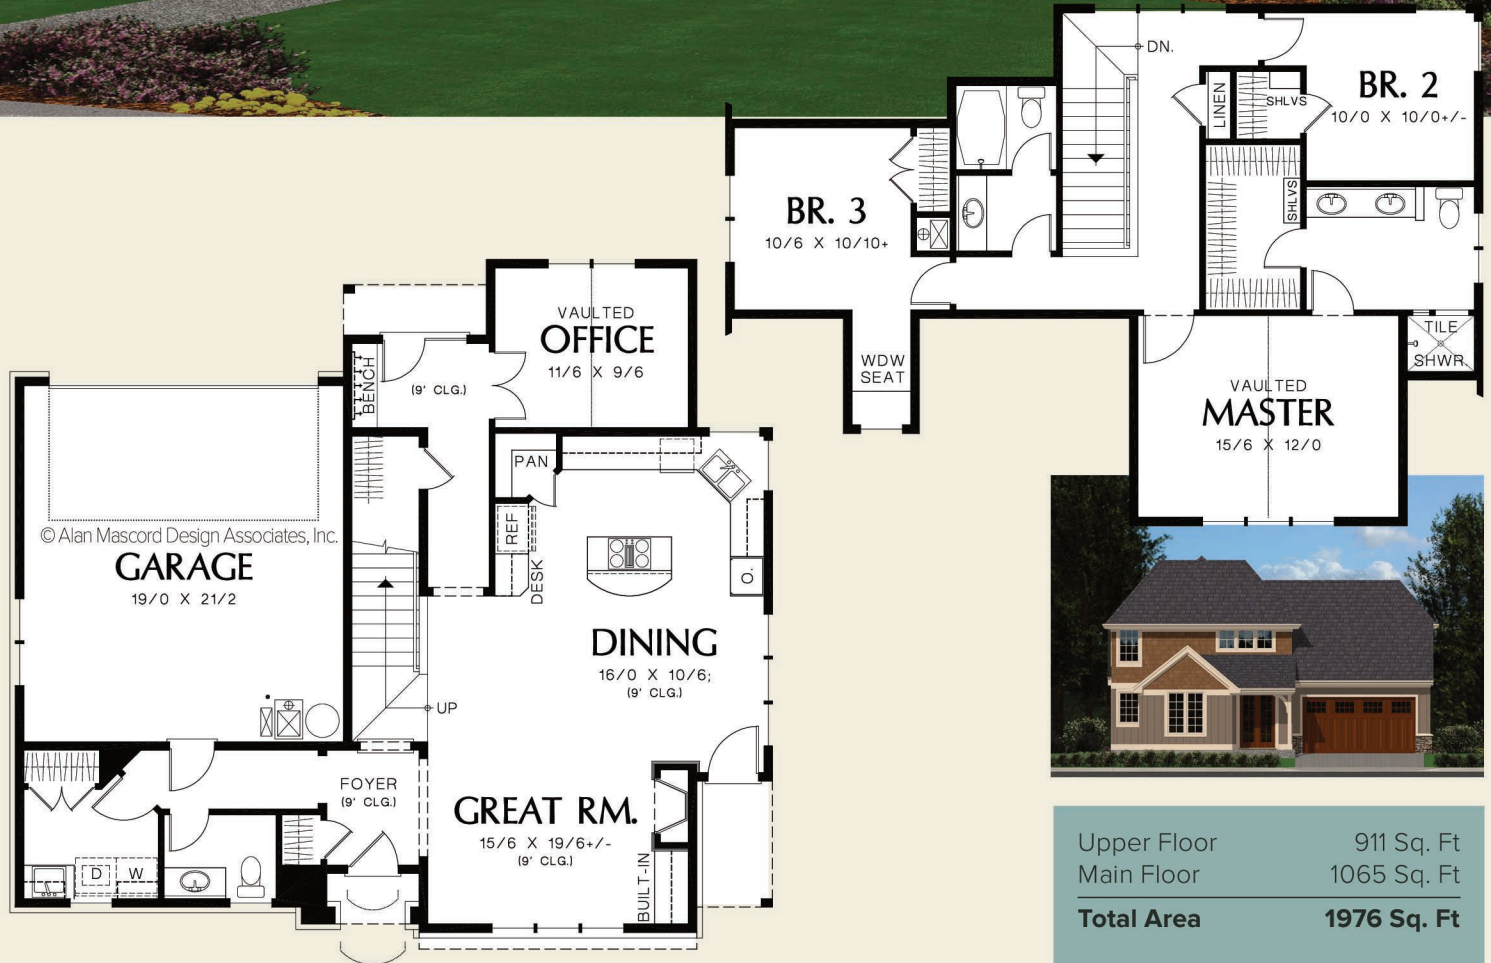 DN.
LINEN
SHLVS
BR. 2
10/0 X 10/0+/-
SHLVS
BR. 3
10/6 X 10/10+
WDW
SEAT
TILE
SHWR
VAULTED
MASTER
15/6 X 12/0
VAULTED
OFFICE
11/6 X 9/6
BENCH
(9' CLG.)
PAN
REF
DESK
O.
© Alan Mascord Design Associates, Inc.
GARAGE
19/0 X 21/2
DINING
16/0 X 10/6;
(9' CLG.)
UP
FOYER
(9' CLG.)
GREAT RM.
15/6 X 19/6+/-
(9' CLG.)
BUILT-IN
D
W
Upper Floor 911 Sq. Ft
Main Floor 1065 Sq. Ft
Total Area 1976 Sq. Ft